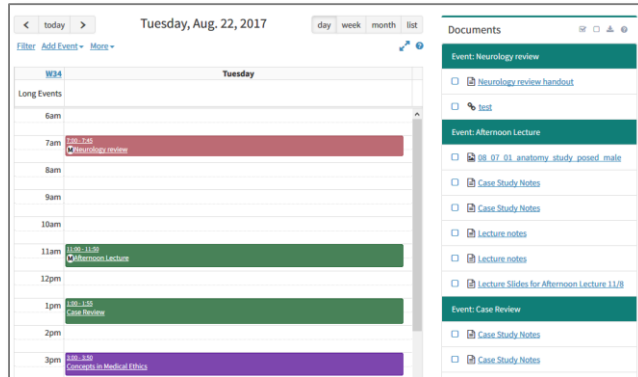 today
Tuesday, Aug. 22, 2017
day week month list
Filter Add Event More
W34 Tuesday
Long Events
6am
7am
7:00 - 7:45
M Neurology review
8am
9am
10am
11am
11:00 - 11:50
M Afternoon Lecture
12pm
1pm
1:00 - 1:55
Case Review
2pm
3pm
3:00 - 3:50
Concepts in Medical Ethics
Documents
Event: Neurology review
Neurology review handout
test
Event: Afternoon Lecture
08_07_01_anatomy_study_posed_male
Case Study Notes
Case Study Notes
Lecture notes
Lecture notes
Lecture Slides for Afternoon Lecture 11/8
Event: Case Review
Case Study Notes
Case Study Notes